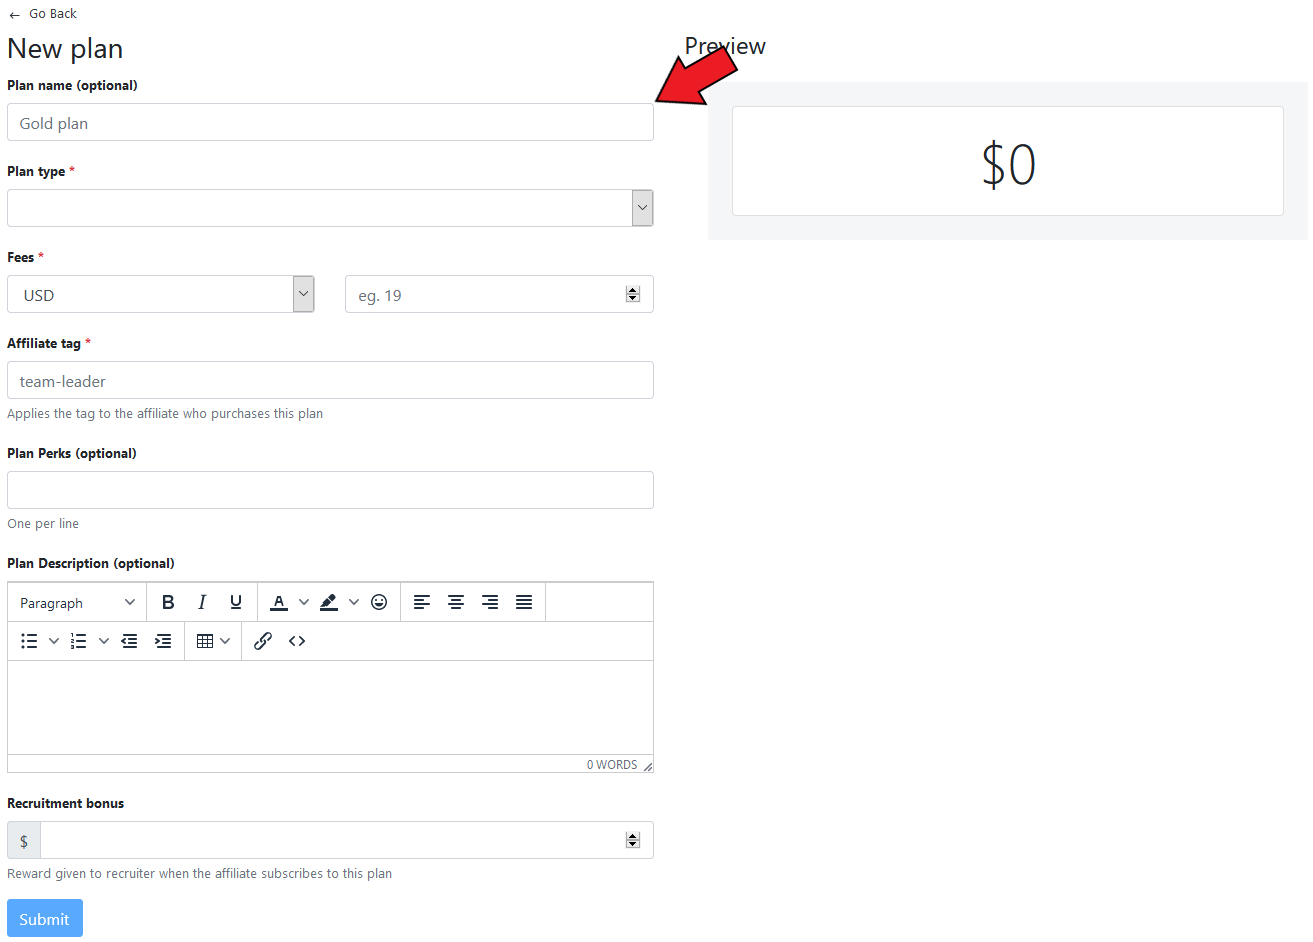 ← Go Back
New plan
Preview
Plan name (optional)
Gold plan
$0
Plan type *
Fees *
USD
eg. 19
Affiliate tag *
team-leader
Applies the tag to the affiliate who purchases this plan
Plan Perks (optional)
One per line
Plan Description (optional)
Paragraph
B I U A
0 WORDS
Recruitment bonus
$
Reward given to recruiter when the affiliate subscribes to this plan
Submit